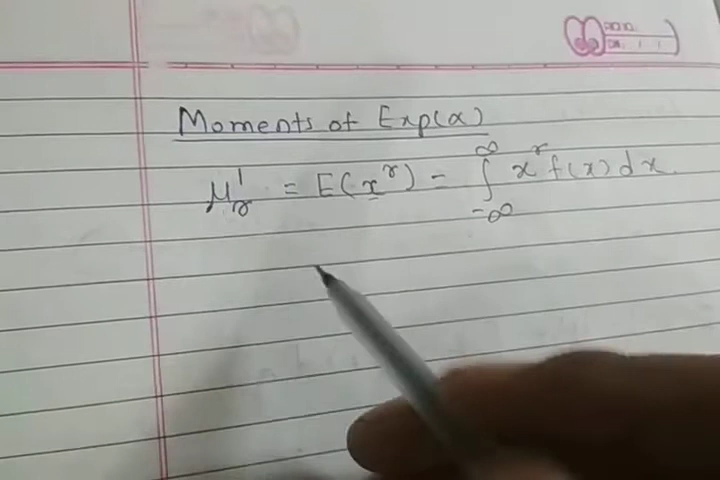 Moments of Exp(α)
μ'ᵣ = E(xʳ) = ∫_{-∞}^{∞} xʳ f(x) dx.